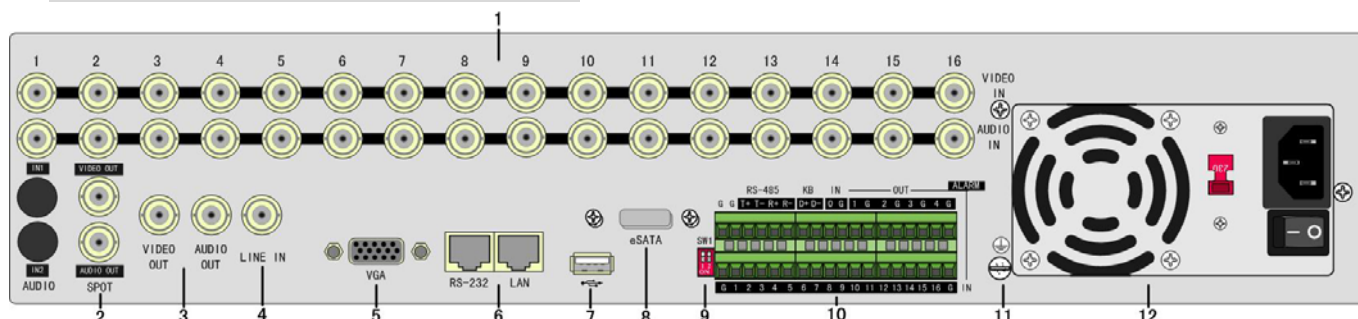 1
1 2 3 4 5 6 7 8 9 10 11 12 13 14 15 16
VIDEO IN
AUDIO IN
IN1
VIDEO OUT
IN2
AUDIO
AUDIO OUT
SPOT
VIDEO OUT
AUDIO OUT
LINE IN
VGA
RS-232
LAN
eSATA
SW1
1 2
ON
RS-485 KB IN OUT
ALARM
G G T+ T- R+ R- D+ D- O G 1 G 2 G 3 G 4 G
G 1 2 3 4 5 6 7 8 9 10 11 12 13 14 15 16 G IN
230
O
2 3 4 5 6 7 8 9 10 11 12